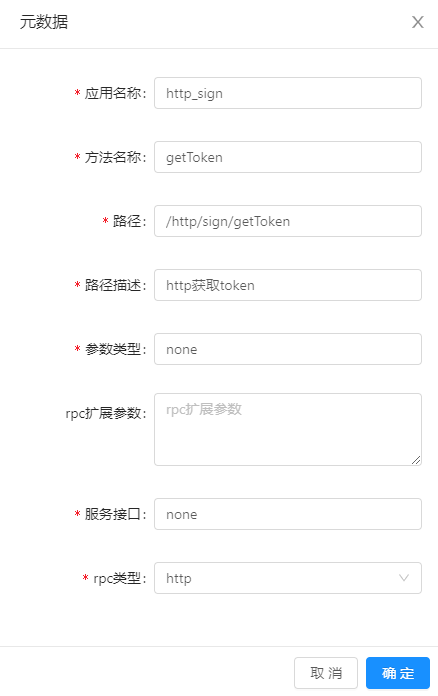 元数据
* 应用名称: http_sign
* 方法名称: getToken
* 路径: /http/sign/getToken
* 路径描述: http获取token
* 参数类型: none
rpc扩展参数: rpc扩展参数
* 服务接口: none
* rpc类型: http
取 消 确 定